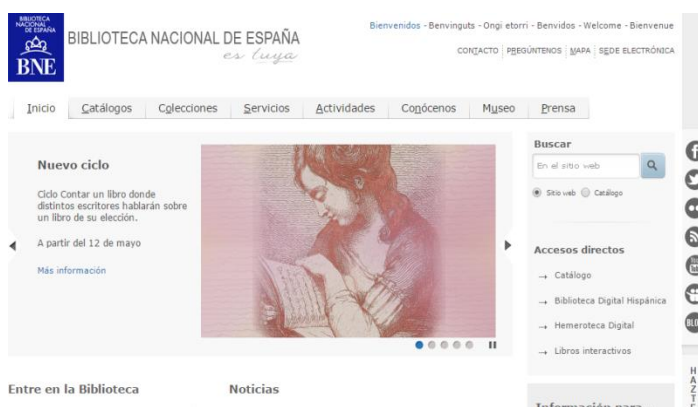 BIBLIOTECA
NACIONAL
DE ESPAÑA
BNE
BIBLIOTECA NACIONAL DE ESPAÑA
es tuya
Bienvenidos - Benvinguts - Ongi etorri - Benvidos - Welcome - Bienvenue
CONTACTO PREGÚNTENOS MAPA SEDE ELECTRÓNICA
Inicio Catálogos Colecciones Servicios Actividades Conócenos Museo Prensa
Nuevo ciclo
Ciclo Contar un libro donde
distintos escritores hablarán sobre
un libro de su elección.
A partir del 12 de mayo
Más información
Buscar
En el sitio web
Sitio web Catálogo
Accesos directos
→ Catálogo
→ Biblioteca Digital Hispánica
→ Hemeroteca Digital
→ Libros interactivos
BLO
Entre en la Biblioteca
Noticias
Información para
HAZT